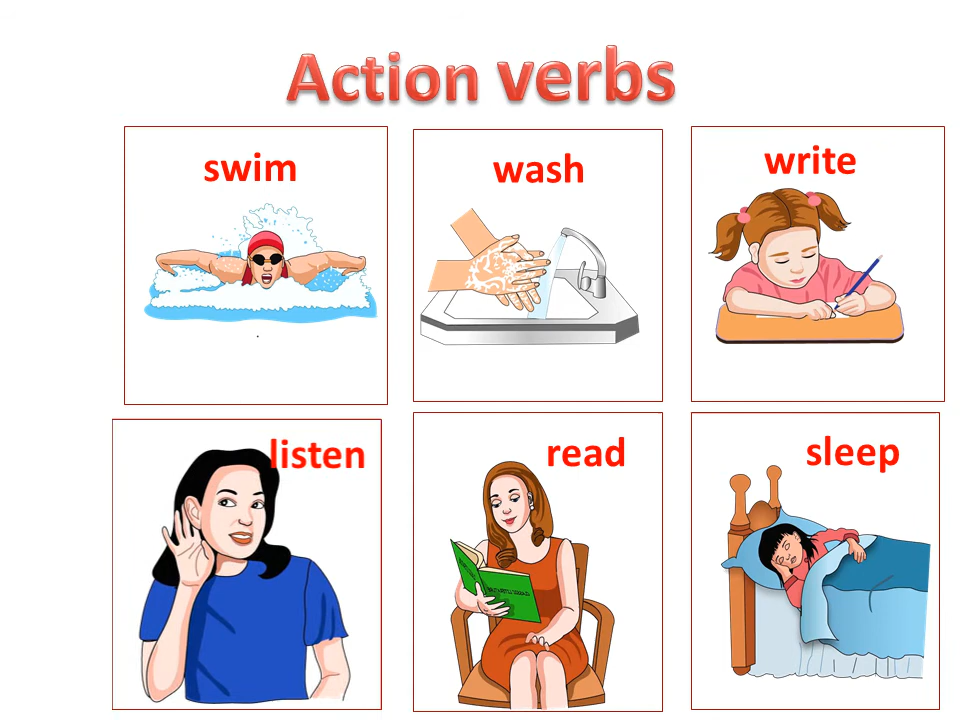 Action verbs
swim
wash
write
listen
read
sleep